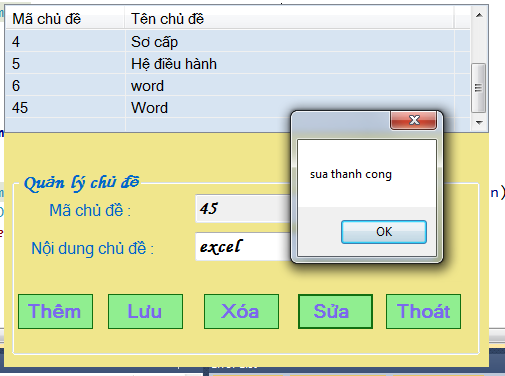 Mã chủ đề Tên chủ đề
4 Sơ cấp
5 Hệ điều hành
6 word
45 Word
sua thanh cong
OK
Quản lý chủ đề
Mã chủ đề : 45
Nội dung chủ đề : excel
Thêm Lưu Xóa Sửa Thoát